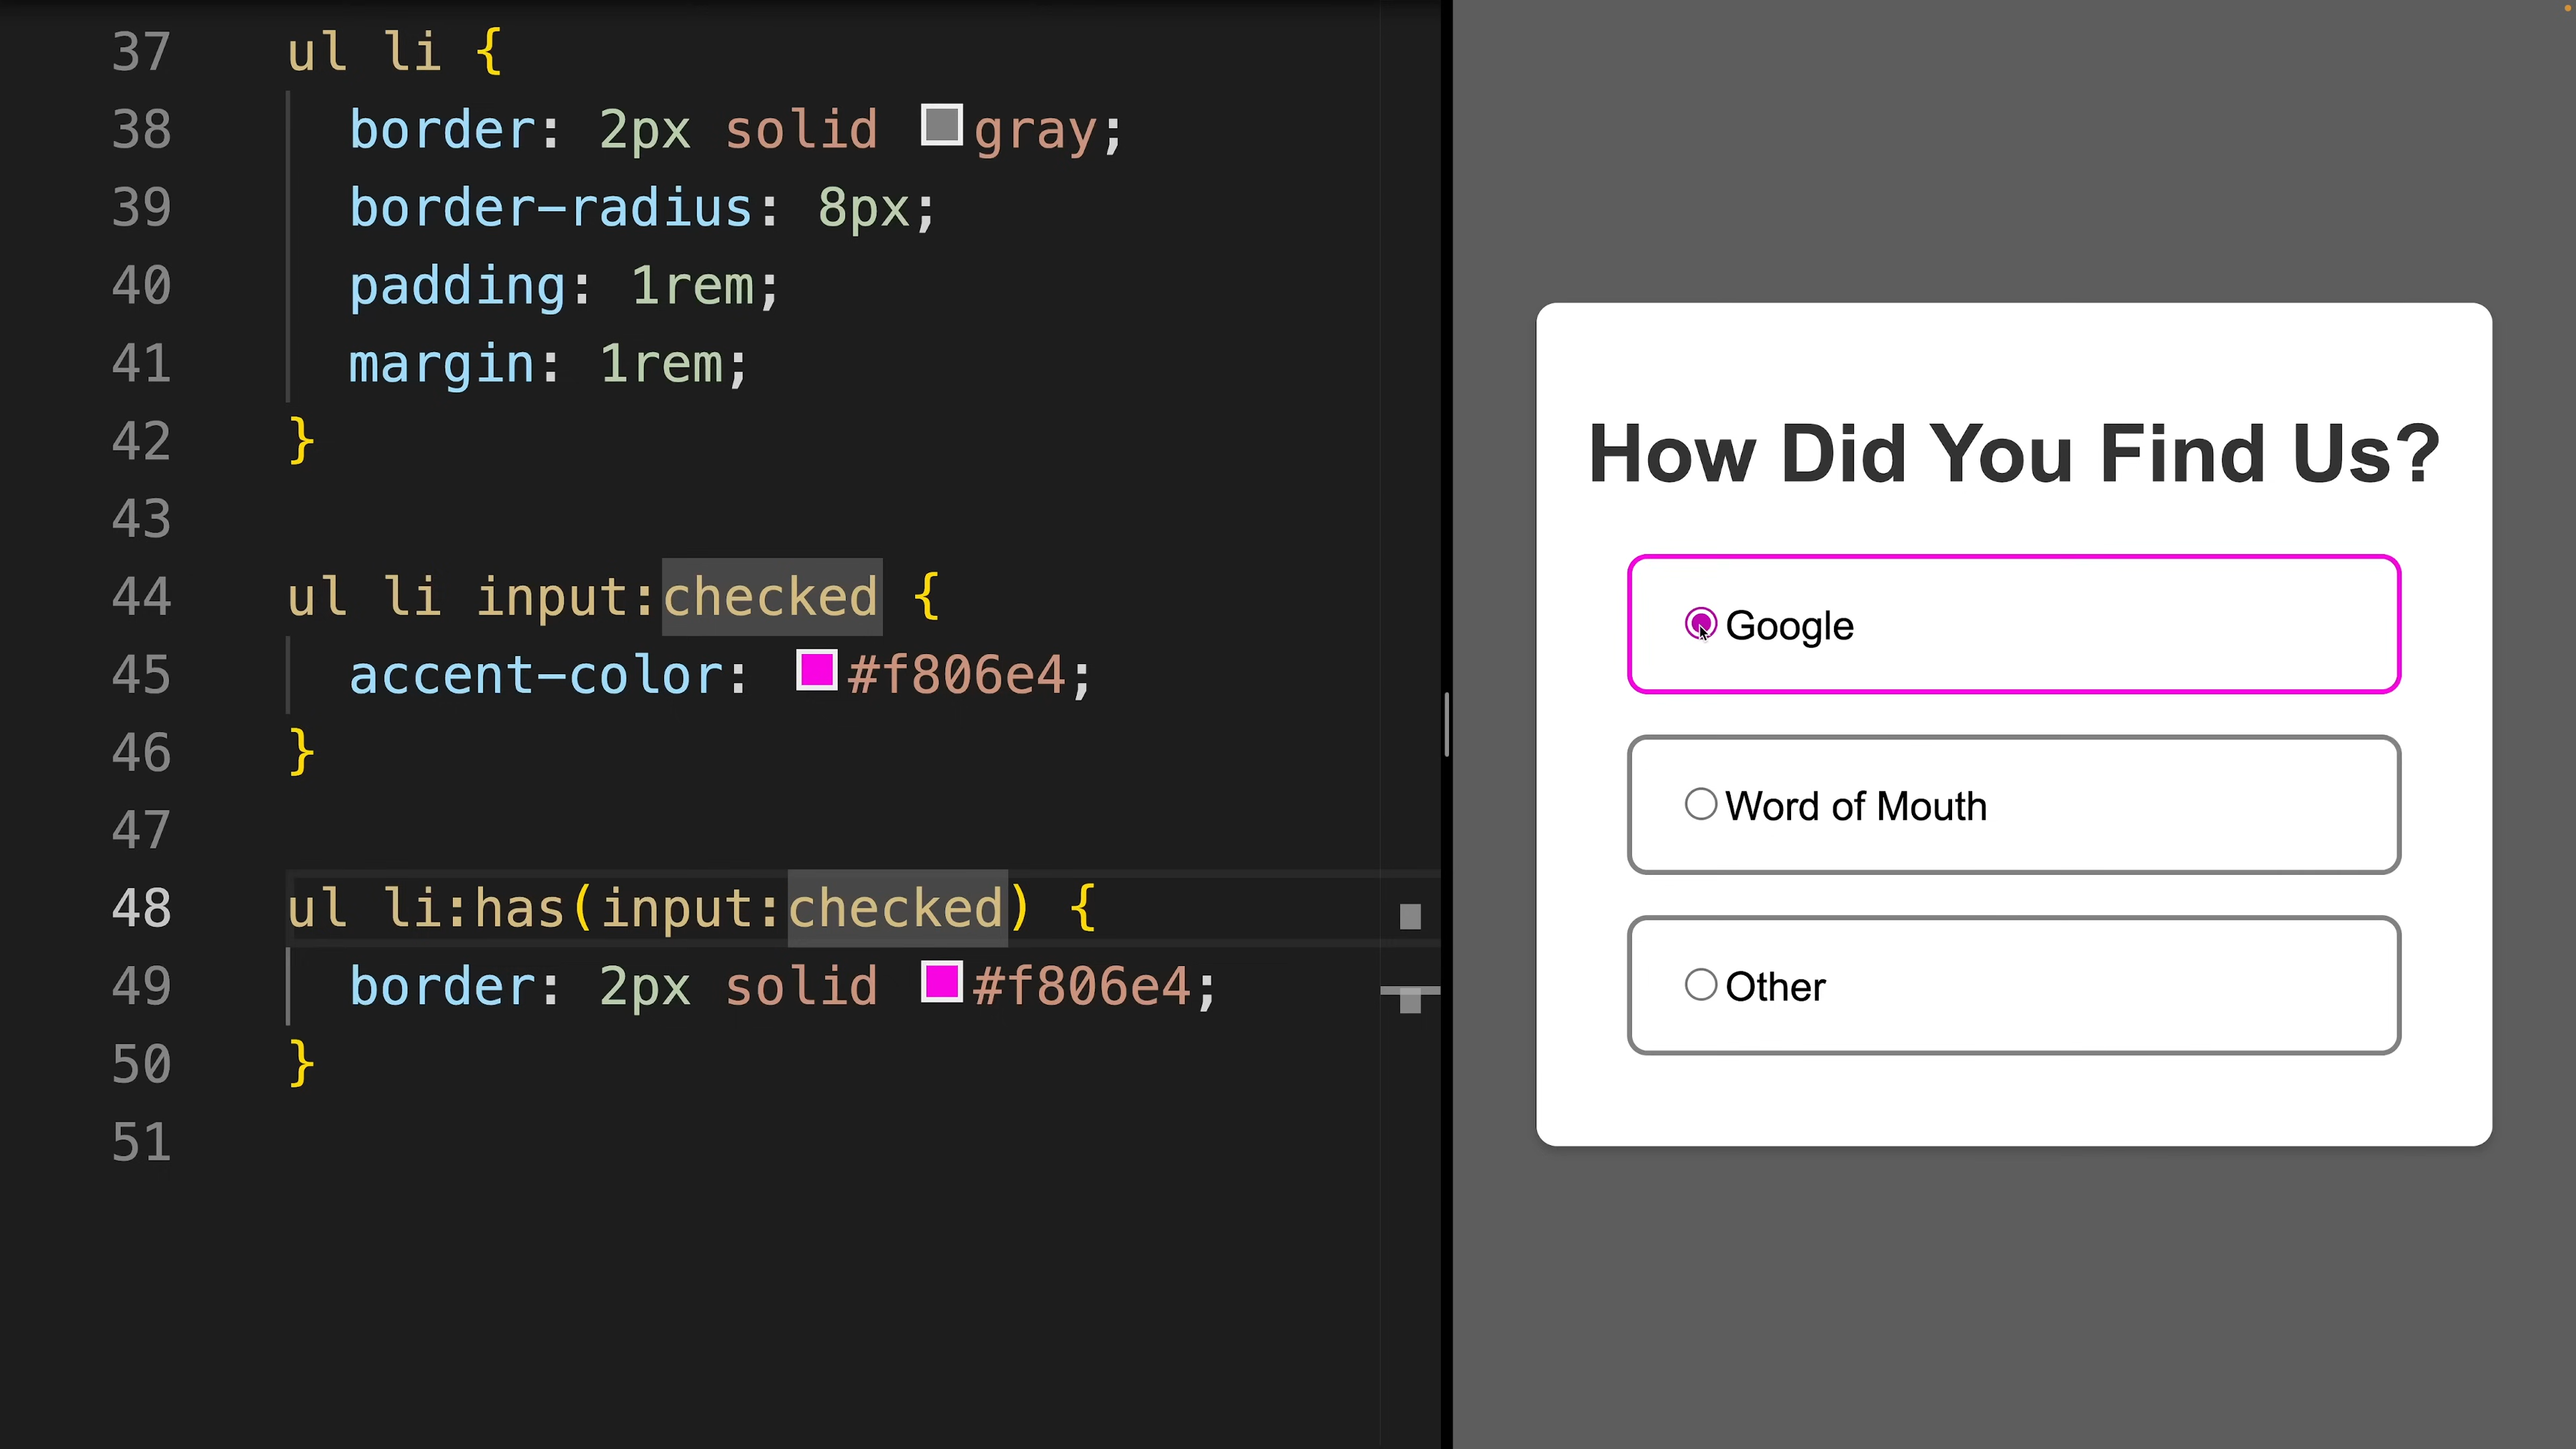 37 ul li {
38 border: 2px solid gray;
39 border-radius: 8px;
40 padding: 1rem;
41 margin: 1rem;
42 }
43
44 ul li input:checked {
45 accent-color: #f806e4;
46 }
47
48 ul li:has(input:checked) {
49 border: 2px solid #f806e4;
50 }
51
How Did You Find Us?
Google
Word of Mouth
Other